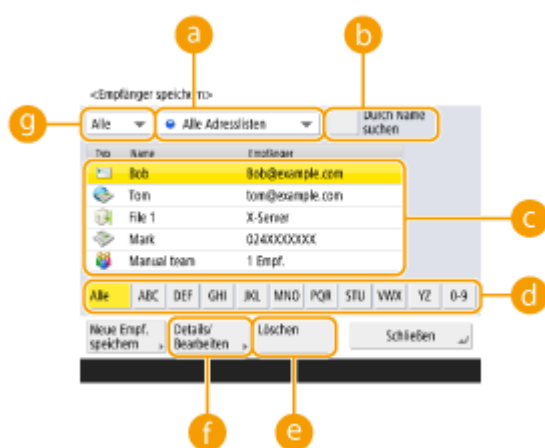 a
b
<Empfänger speichern>
g
Alle
Alle Adresslisten
Durch Name
suchen
Typ Name Empfänger
Bob Bob@example.com
Tom tom@example.com
File 1 X-Server
c
Mark 024XXXXXXX
Manual team 1 Empf.
Alle ABC DEF GHI JKL MNO PQR STU VWX YZ 0-9
d
Neue Empf.
speichern
Details/
Bearbeiten
Löschen
Schließen
f
e